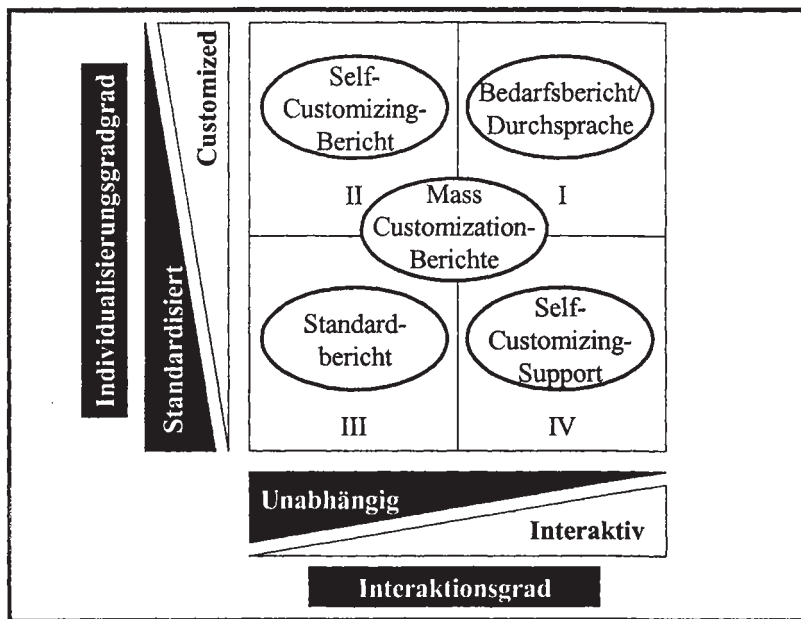 Individualisierungsgradgrad
Customized
Standardisiert
Self-
Customizing-
Bericht
Bedarfsbericht/
Durchsprache
II
I
Mass
Customization-
Berichte
Standard-
bericht
Self-
Customizing-
Support
III
IV
Unabhängig
Interaktiv
Interaktionsgrad